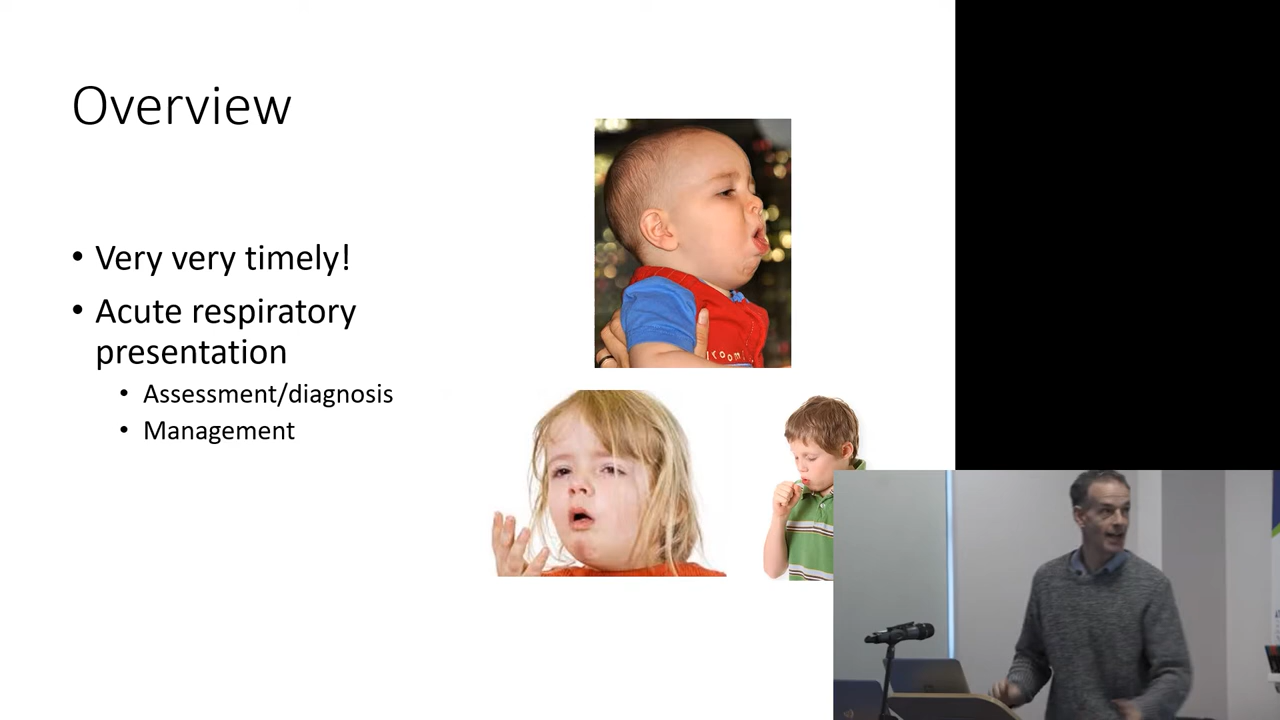 Overview
• Very very timely!
• Acute respiratory
presentation
• Assessment/diagnosis
• Management